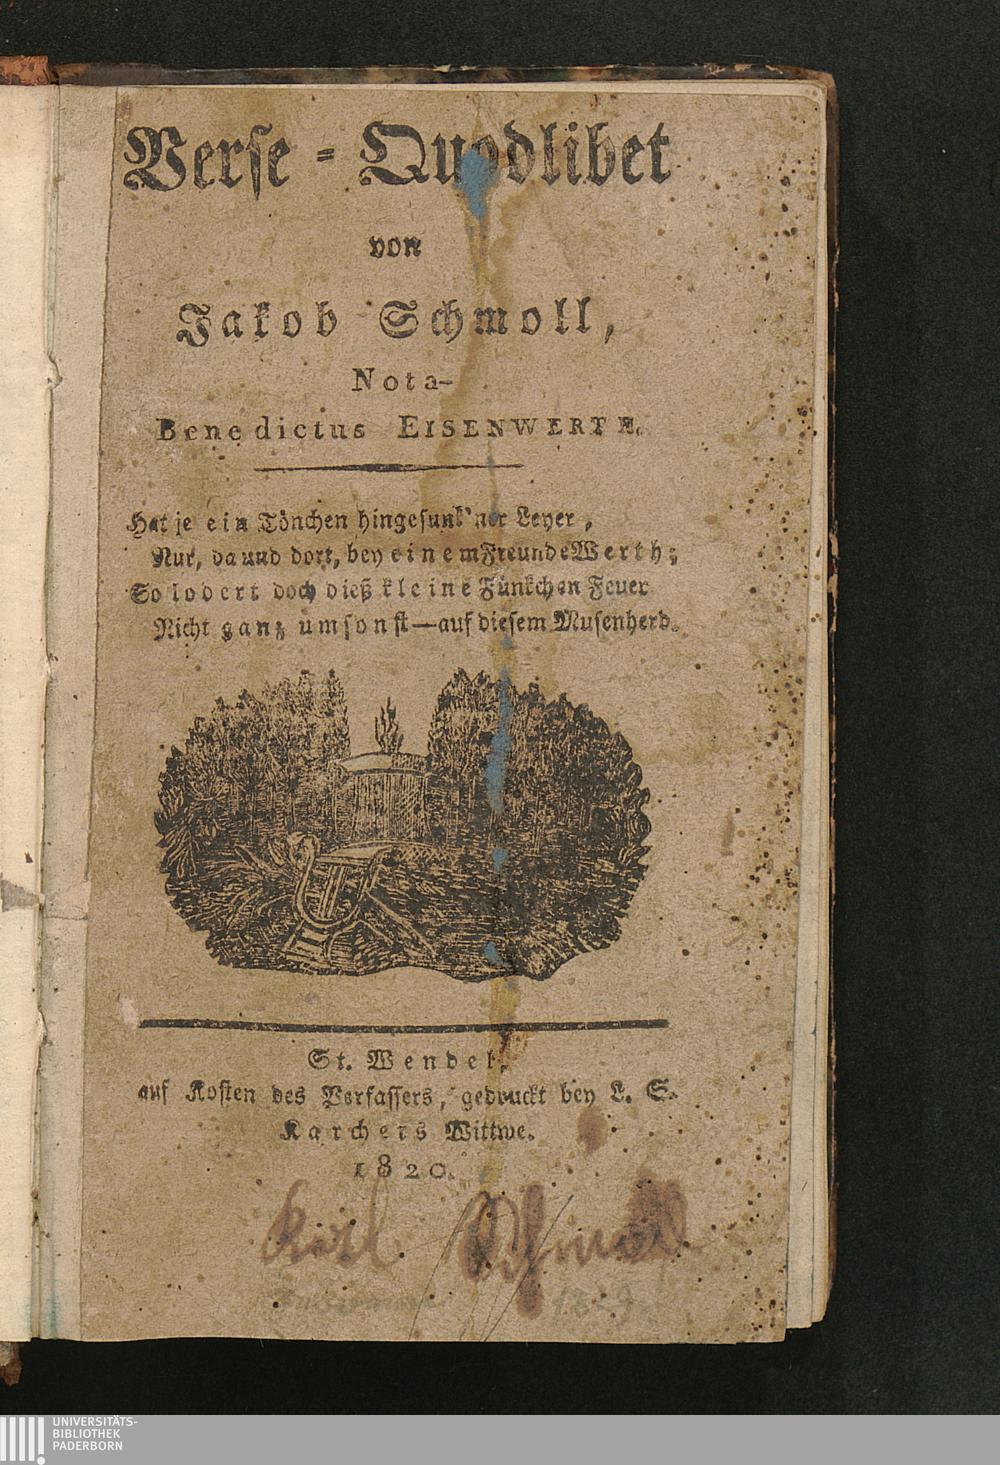 Verse-Quodlibet
von
Jakob Schmoll,
Nota-
Benedictus EISENWERTH.
Hat je ein Tönchen hingesunk'ner Leyer,
Nur, da und dort, bey einem Freunde Werth;
So lodert doch dieß kleine Fünkchen Feuer
Nicht ganz umsonst—auf diesem Musenherd.
St. Wendel,
auf Kosten des Verfassers, gedruckt bey L. S.
Karchers Wittwe.
1820.
Karl Schmoll
UNIVERSITÄTS-
BIBLIOTHEK
PADERBORN